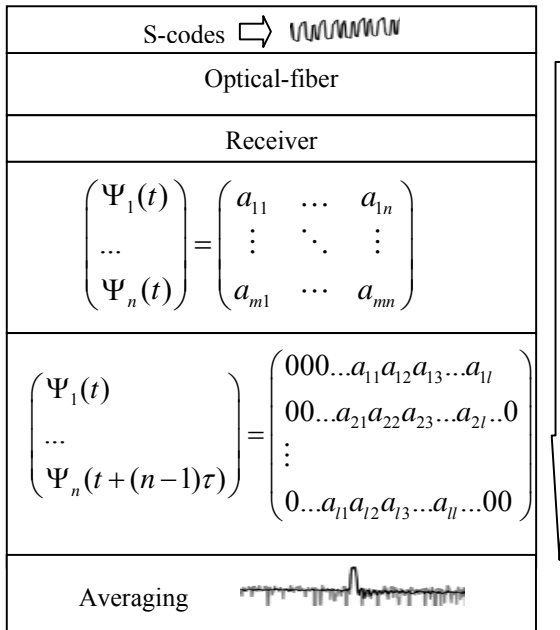 S-codes
Optical-fiber
Receiver
Ψ₁(t) a₁₁ … a₁ₙ
... = ⋮ ⋱ ⋮
Ψₙ(t) aₘ₁ ⋯ aₘₙ
000...a₁₁a₁₂a₁₃...a₁ₗ
Ψ₁(t) 00...a₂₁a₂₂a₂₃...a₂ₗ..0
... = ⋮
Ψₙ(t+(n−1)τ) 0...aₗ₁aₗ₂aₗ₃...aₗₗ...00
Averaging